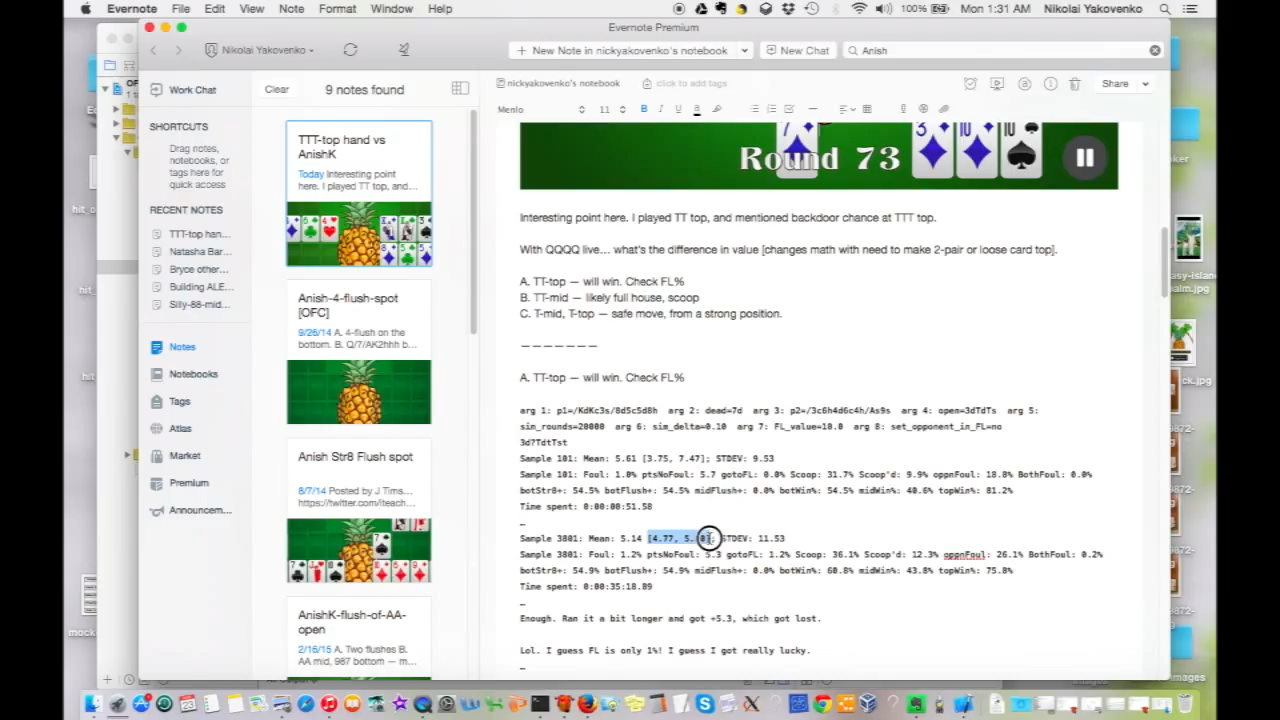 Evernote File Edit View Note Format Window Help 100% Mon 1:31 AM Nikolai Yakovenko
Evernote Premium
Nikolai Yakovenko
+ New Note in nickyakovenko's notebook
New Chat
Anish
Work Chat
SHORTCUTS
Drag notes,
notebooks, or
tags here for
quick access
RECENT NOTES
TTT-top han...
Natasha Bar...
Bryce other...
Building ALE...
Silly-88-mid...
Notes
Notebooks
Tags
Atlas
Market
Premium
Announcem...
Clear
9 notes found
TTT-top hand vs
AnishK
Today Interesting point
here. I played TT top, and...
Anish-4-flush-spot
[OFC]
9/26/14 A. 4-flush on the
bottom. B. Q/7/AK2hhh b...
Anish Str8 Flush spot
8/7/14 Posted by J Tims...
https://twitter.com/iteach...
AnishK-flush-of-AA-
open
2/16/15 A. Two flushes B.
AA mid, 987 bottom — m...
nickyakovenko's notebook
click to add tags
Share
Menlo 11 B I U a
7 3 10 10
Round 73
Interesting point here. I played TT top, and mentioned backdoor chance at TTT top.
With QQQQ live... what's the difference in value [changes math with need to make 2-pair or loose card top].
A. TT-top — will win. Check FL%
B. TT-mid — likely full house, scoop
C. T-mid, T-top — safe move, from a strong position.
———————
A. TT-top — will win. Check FL%
arg 1: p1=/KdKc3s/8d5c5d8h arg 2: dead=7d arg 3: p2=/3c6h4d6c4h/As9s arg 4: open=3dTdTs arg 5:
sim_rounds=20000 arg 6: sim_delta=0.10 arg 7: FL_value=10.0 arg 8: set_opponent_in_FL=no
3d?TdtTst
Sample 101: Mean: 5.61 [3.75, 7.47]; STDEV: 9.53
Sample 101: Foul: 1.0% ptsNoFoul: 5.7 gotoFL: 0.0% Scoop: 31.7% Scoop'd: 9.9% oppnFoul: 18.8% BothFoul: 0.0%
botStr8+: 54.5% botFlush+: 54.5% midFlush+: 0.0% botWin%: 54.5% midWin%: 40.6% topWin%: 81.2%
Time spent: 0:00:00:51.58
…
Sample 3801: Mean: 5.14 [4.77, 5. STDEV: 11.53
Sample 3801: Foul: 1.2% ptsNoFoul: 5.3 gotoFL: 1.2% Scoop: 36.1% Scoop'd: 12.3% oppnFoul: 26.1% BothFoul: 0.2%
botStr8+: 54.9% botFlush+: 54.9% midFlush+: 0.0% botWin%: 60.8% midWin%: 43.8% topWin%: 75.8%
Time spent: 0:00:35:18.89
…
Enough. Ran it a bit longer and got +5.3, which got lost.
Lol. I guess FL is only 1%! I guess I got really lucky.
…